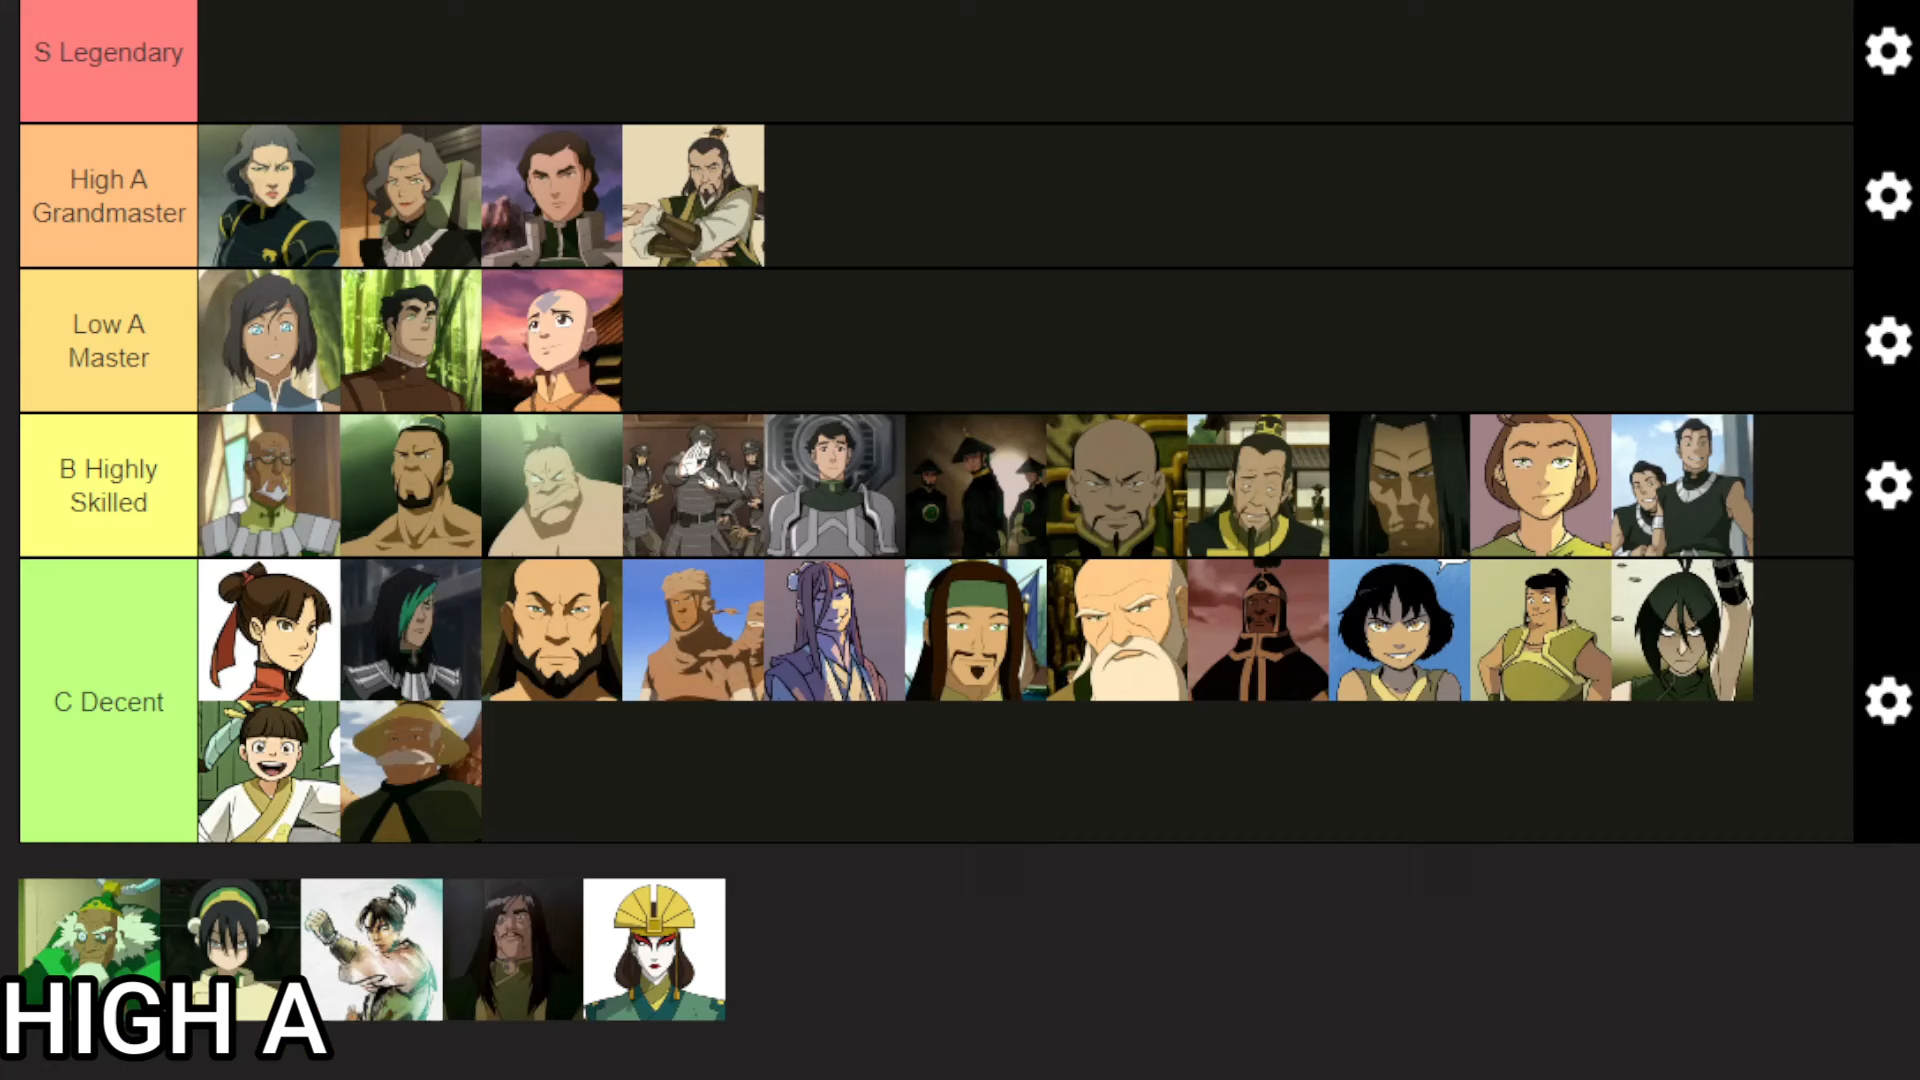 S Legendary
High A
Grandmaster
Low A
Master
B Highly
Skilled
C Decent
HIGH A